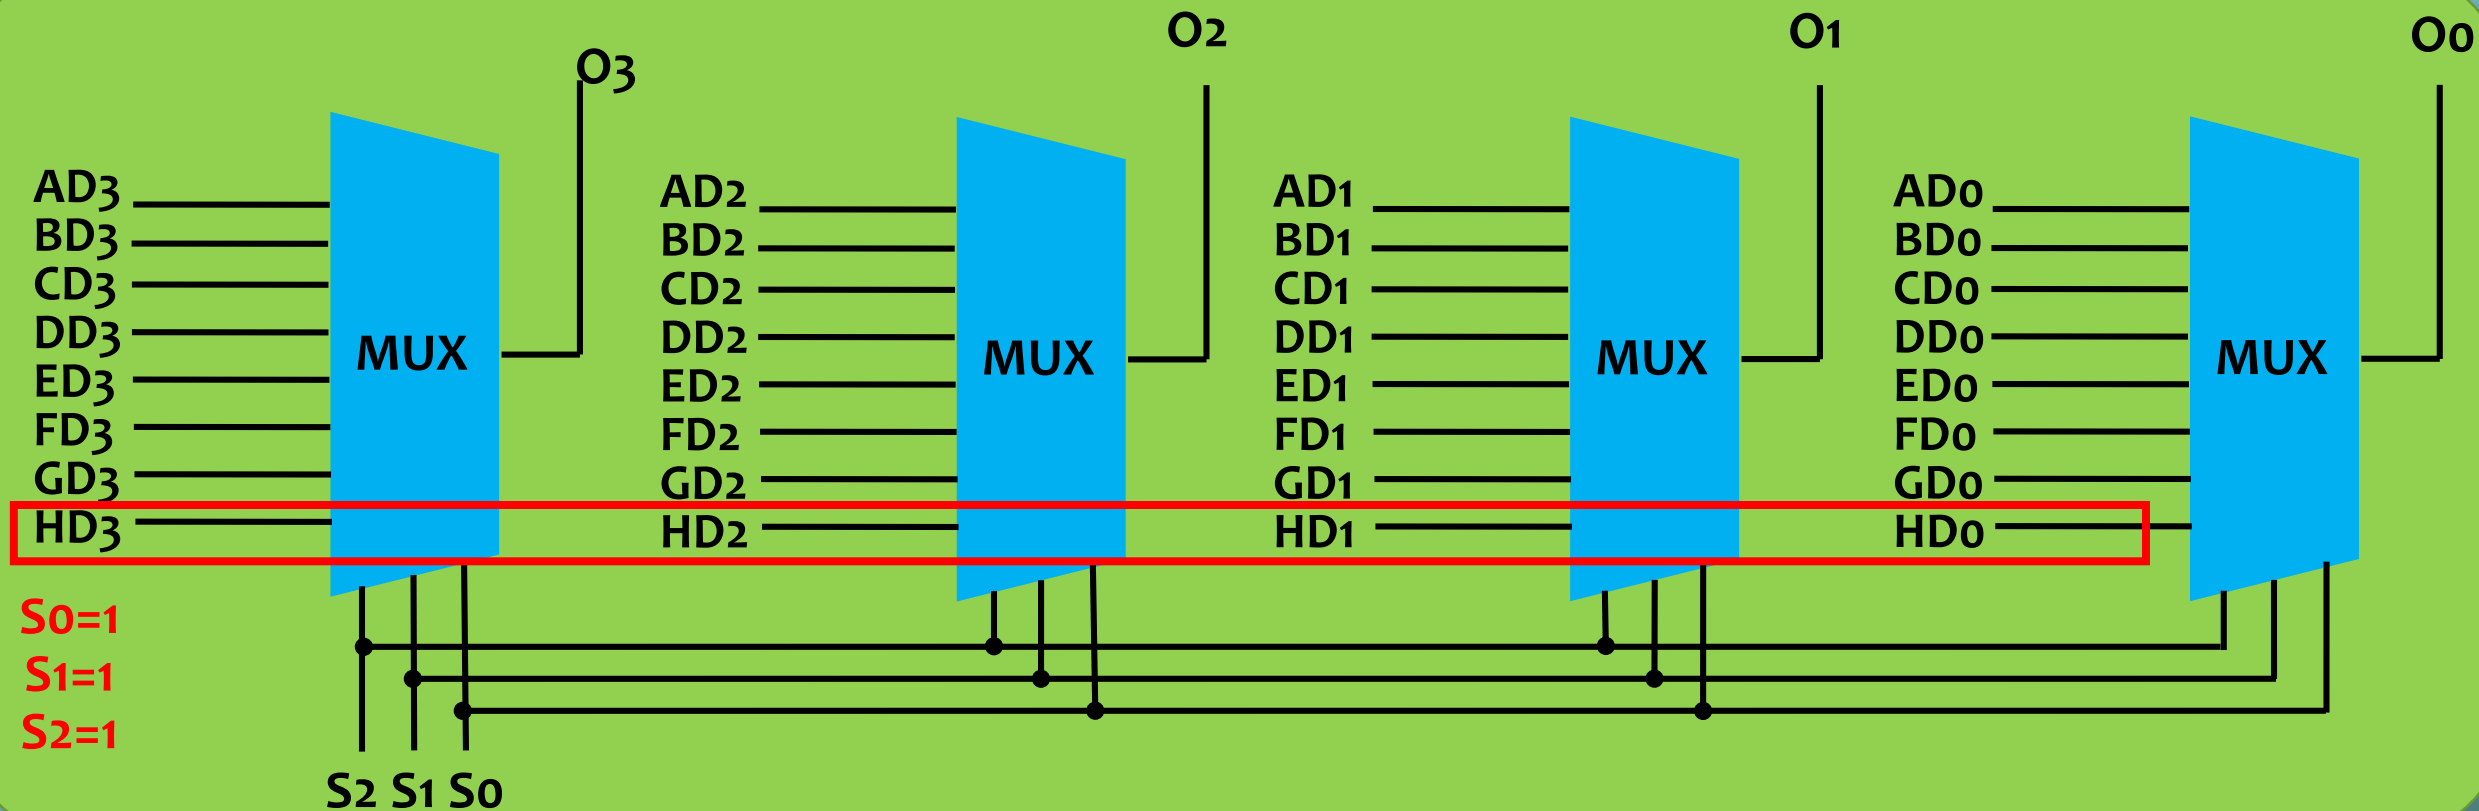 O3 O2 O1 O0
AD3 AD2 AD1 AD0
BD3 BD2 BD1 BD0
CD3 CD2 CD1 CD0
DD3 DD2 DD1 DD0
MUX MUX MUX MUX
ED3 ED2 ED1 ED0
FD3 FD2 FD1 FD0
GD3 GD2 GD1 GD0
HD3 HD2 HD1 HD0
S0=1
S1=1
S2=1
S2 S1 S0